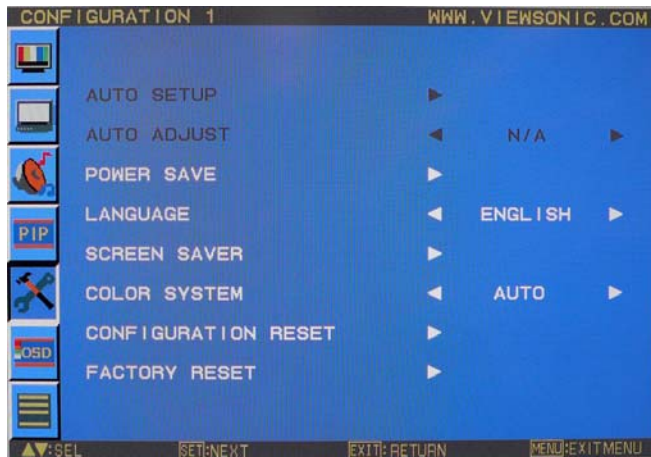 CONFIGURATION 1 WWW.VIEWSONIC.COM
AUTO SETUP ▶
AUTO ADJUST ◀ N/A ▶
POWER SAVE ▶
LANGUAGE ◀ ENGLISH ▶
SCREEN SAVER ▶
COLOR SYSTEM ◀ AUTO ▶
CONFIGURATION RESET ▶
FACTORY RESET ▶
PIP
OSD
▲▼:SEL SET:NEXT EXIT:RETURN MENU:EXITMENU